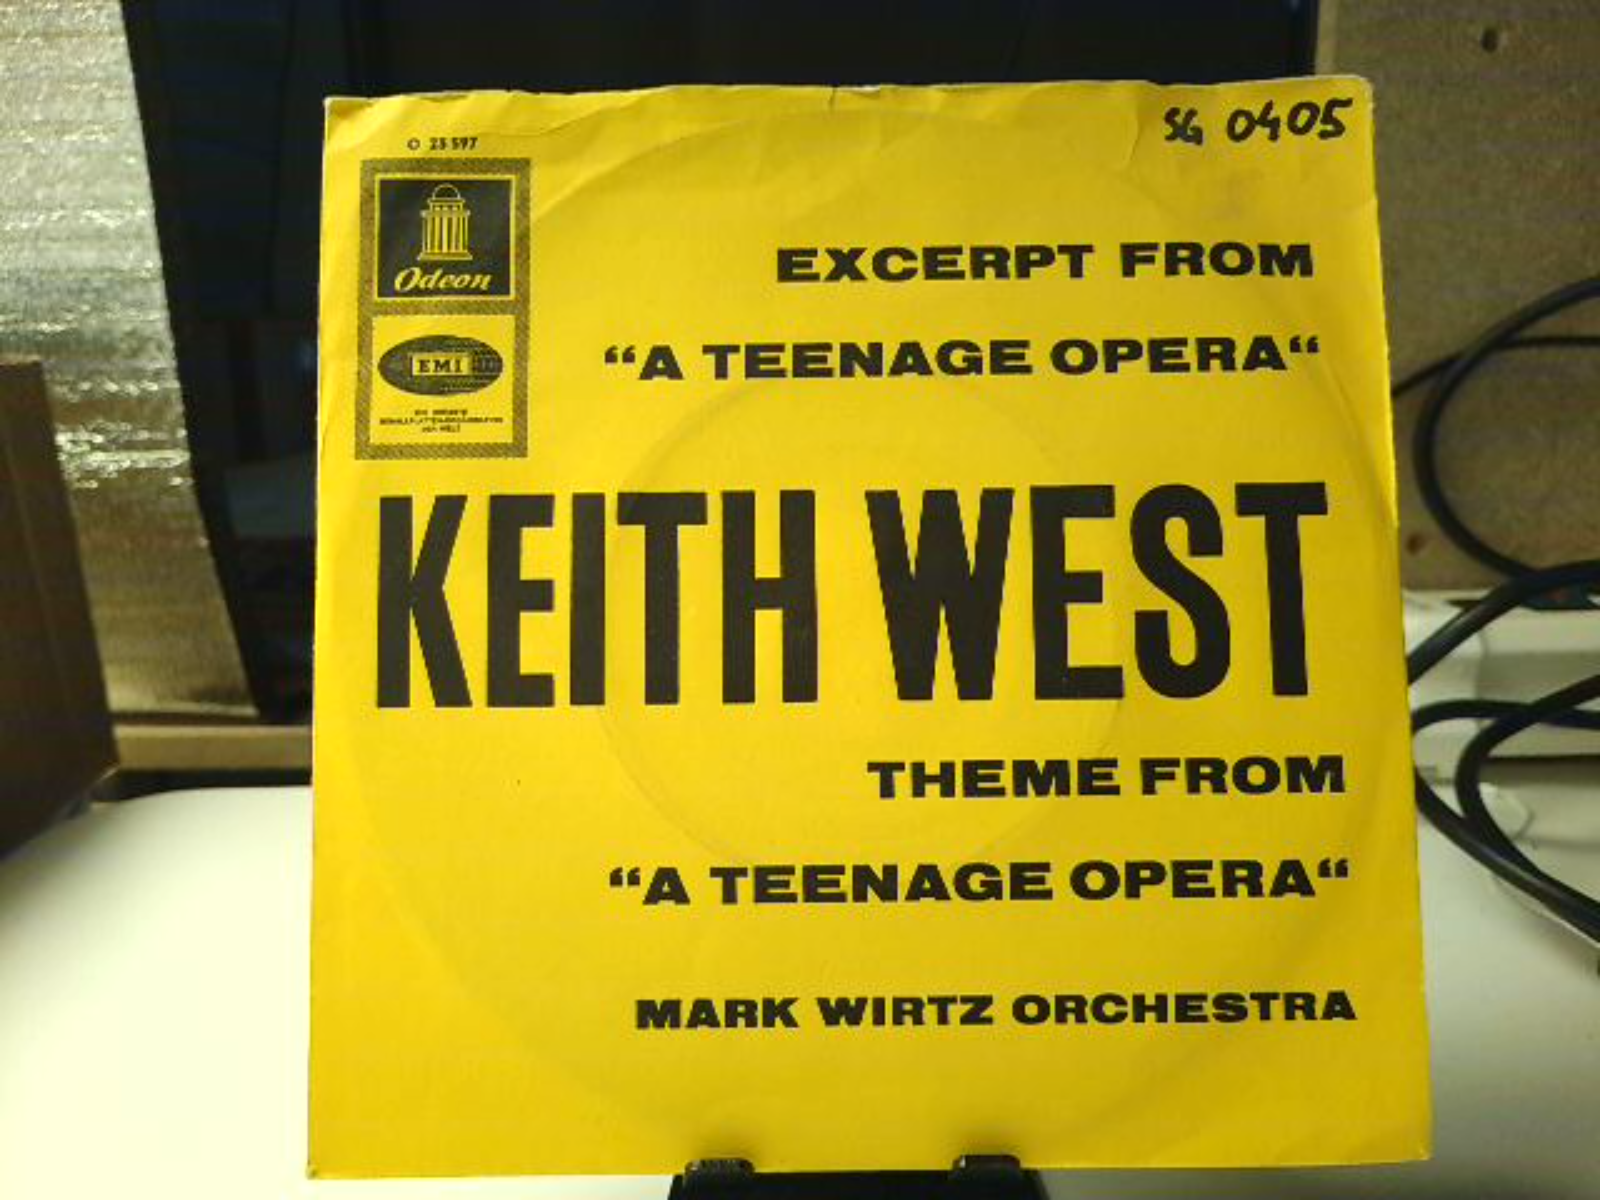 O 23 597
SG 0405
Odeon
EMI
EXCERPT FROM
“A TEENAGE OPERA“
KEITH WEST
THEME FROM
“A TEENAGE OPERA“
MARK WIRTZ ORCHESTRA